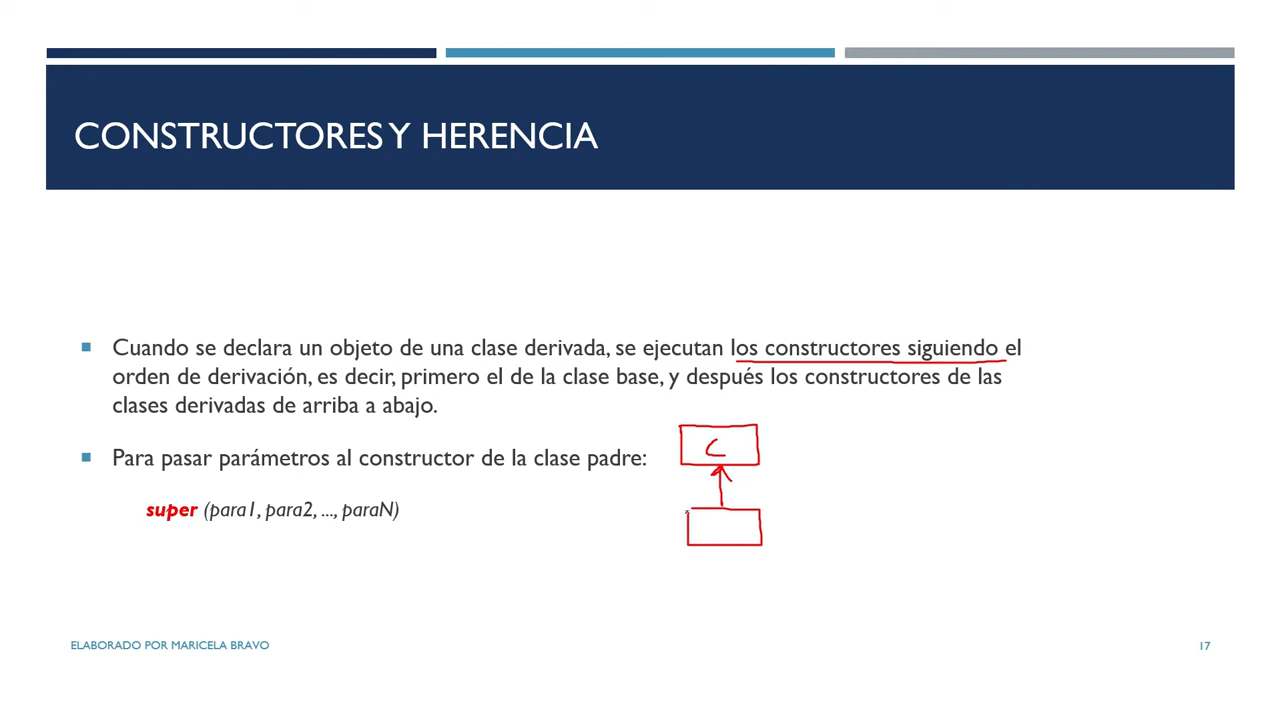 CONSTRUCTORES Y HERENCIA
Cuando se declara un objeto de una clase derivada, se ejecutan los constructores siguiendo el
orden de derivación, es decir, primero el de la clase base, y después los constructores de las
clases derivadas de arriba a abajo.
Para pasar parámetros al constructor de la clase padre:
C
super (para1, para2, ..., paraN)
ELABORADO POR MARICELA BRAVO
17